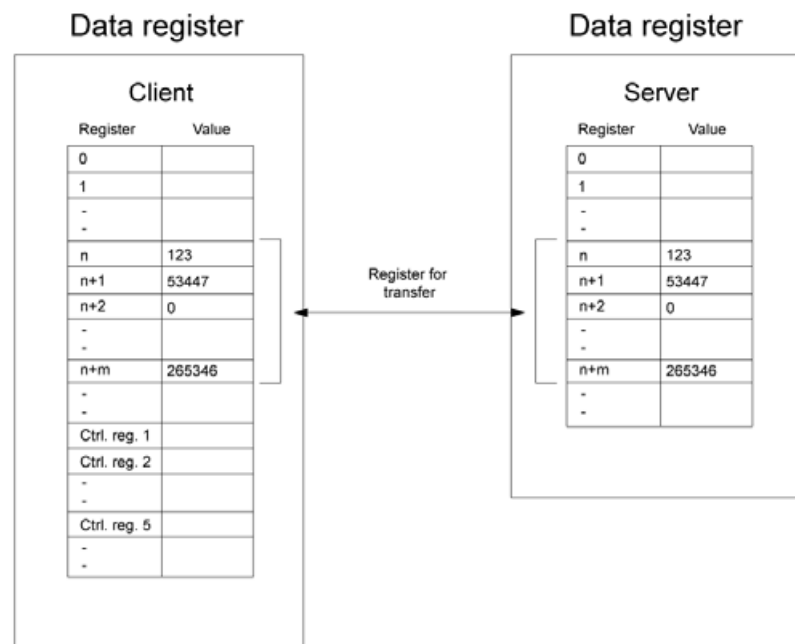 Data register
Client
Register Value
0
1
-
-
n 123
n+1 53447
n+2 0
-
-
n+m 265346
-
-
Ctrl. reg. 1
Ctrl. reg. 2
-
-
Ctrl. reg. 5
-
-
Register for
transfer
Data register
Server
Register Value
0
1
-
-
n 123
n+1 53447
n+2 0
-
-
n+m 265346
-
-